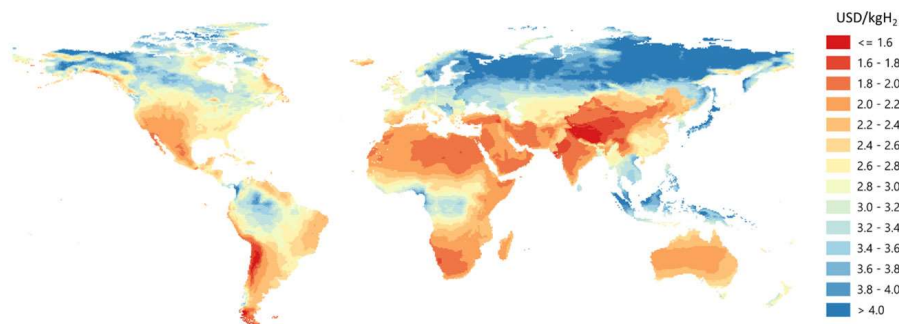 USD/kgH₂
<= 1.6
1.6 - 1.8
1.8 - 2.0
2.0 - 2.2
2.2 - 2.4
2.4 - 2.6
2.6 - 2.8
2.8 - 3.0
3.0 - 3.2
3.2 - 3.4
3.4 - 3.6
3.6 - 3.8
3.8 - 4.0
> 4.0